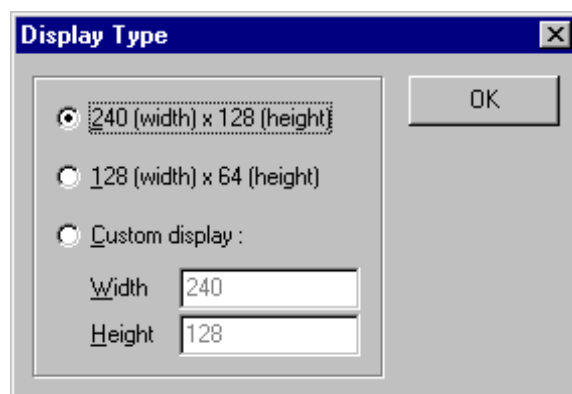 Display Type
240 (width) x 128 (height)
OK
128 (width) x 64 (height)
Custom display :
Width 240
Height 128